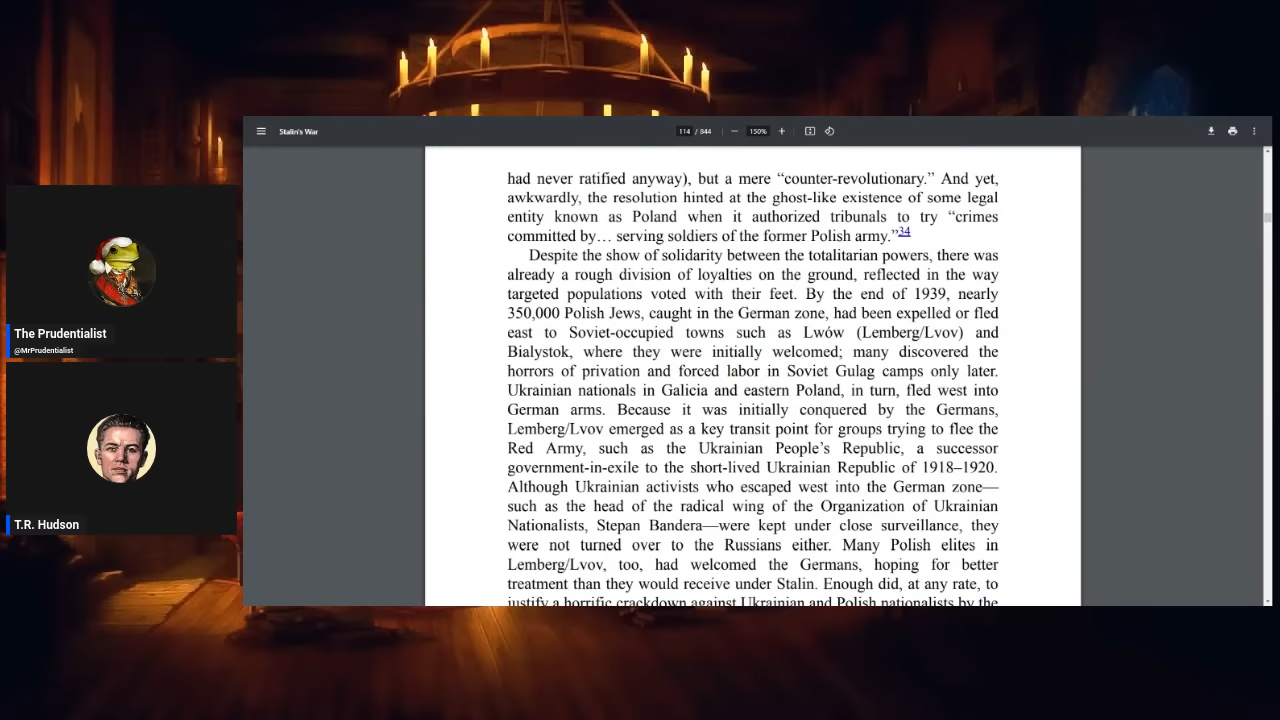 Stalin's War
114 / 844
150%
had never ratified anyway), but a mere “counter-revolutionary.” And yet,
awkwardly, the resolution hinted at the ghost-like existence of some legal
entity known as Poland when it authorized tribunals to try “crimes
committed by… serving soldiers of the former Polish army.”34
Despite the show of solidarity between the totalitarian powers, there was
already a rough division of loyalties on the ground, reflected in the way
targeted populations voted with their feet. By the end of 1939, nearly
350,000 Polish Jews, caught in the German zone, had been expelled or fled
east to Soviet-occupied towns such as Lwów (Lemberg/Lvov) and
Bialystok, where they were initially welcomed; many discovered the
horrors of privation and forced labor in Soviet Gulag camps only later.
Ukrainian nationals in Galicia and eastern Poland, in turn, fled west into
German arms. Because it was initially conquered by the Germans,
Lemberg/Lvov emerged as a key transit point for groups trying to flee the
Red Army, such as the Ukrainian People’s Republic, a successor
government-in-exile to the short-lived Ukrainian Republic of 1918–1920.
Although Ukrainian activists who escaped west into the German zone—
such as the head of the radical wing of the Organization of Ukrainian
Nationalists, Stepan Bandera—were kept under close surveillance, they
were not turned over to the Russians either. Many Polish elites in
Lemberg/Lvov, too, had welcomed the Germans, hoping for better
treatment than they would receive under Stalin. Enough did, at any rate, to
justify a horrific crackdown against Ukrainian and Polish nationalists by the
The Prudentialist
@MrPrudentialist
T.R. Hudson